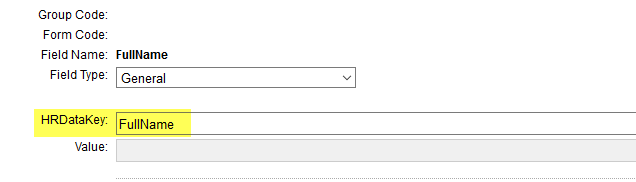 Group Code:
Form Code:
Field Name: FullName
Field Type: General
HRDataKey: FullName
Value: